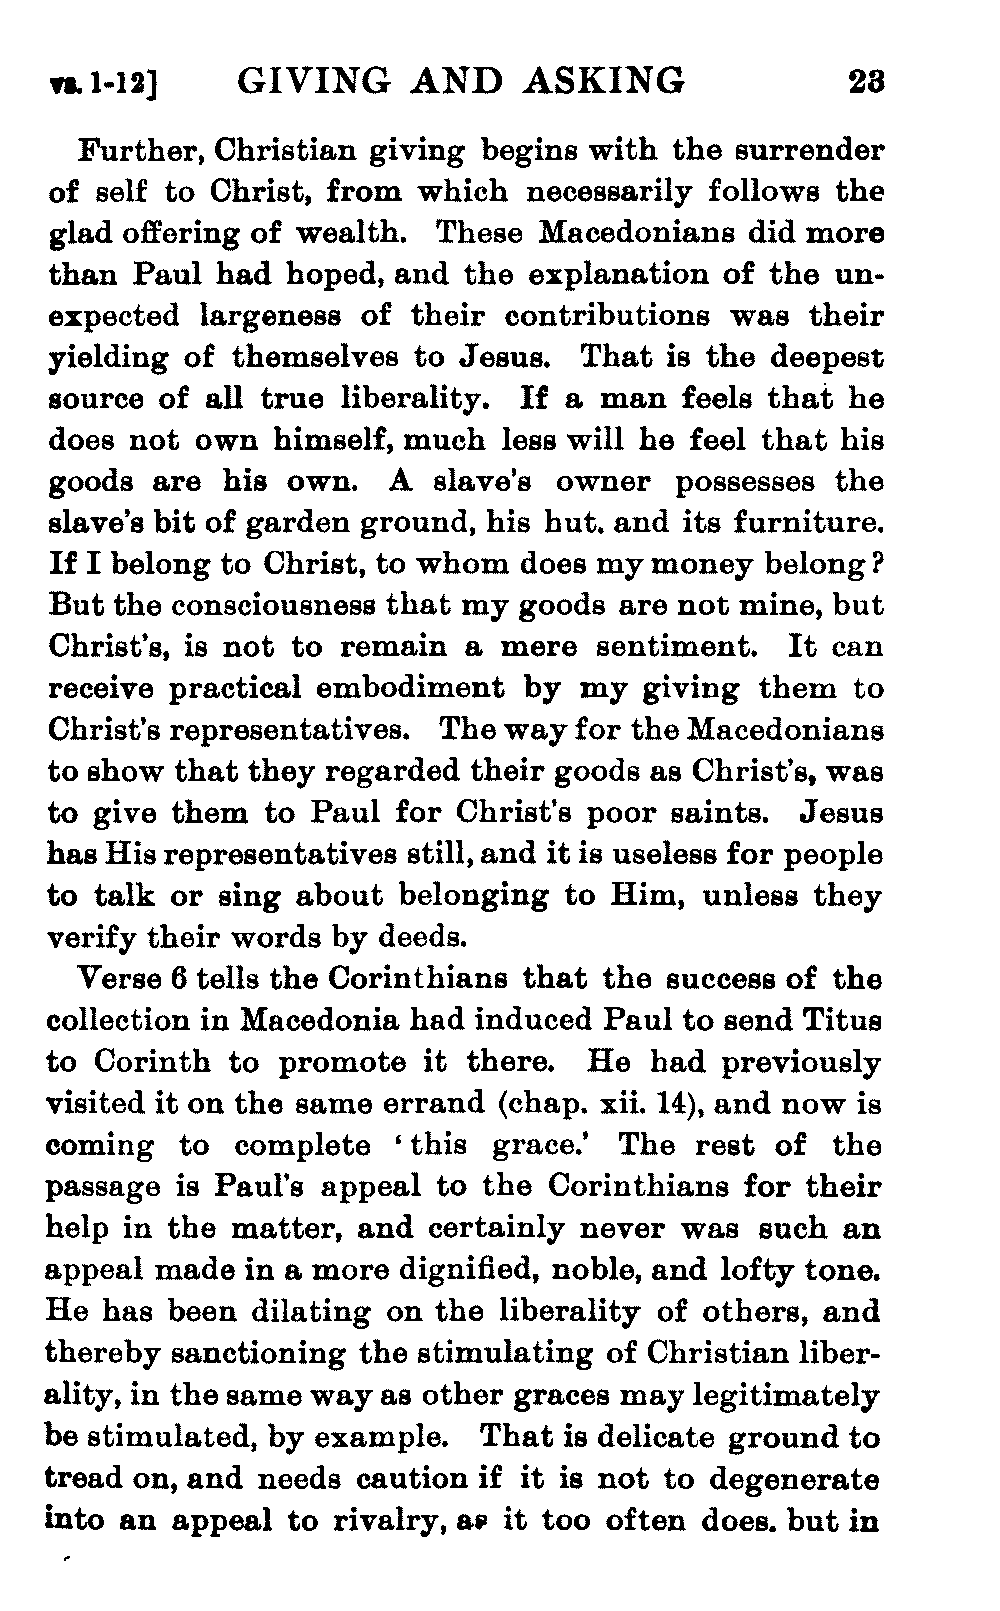 vs. 1-12] GIVING AND ASKING 23
Further, Christian giving begins with the surrender
of self to Christ, from which necessarily follows the
glad offering of wealth. These Macedonians did more
than Paul had hoped, and the explanation of the un-
expected largeness of their contributions was their
yielding of themselves to Jesus. That is the deepest
source of all true liberality. If a man feels that he
does not own himself, much less will he feel that his
goods are his own. A slave's owner possesses the
slave's bit of garden ground, his hut. and its furniture.
If I belong to Christ, to whom does my money belong?
But the consciousness that my goods are not mine, but
Christ's, is not to remain a mere sentiment. It can
receive practical embodiment by my giving them to
Christ's representatives. The way for the Macedonians
to show that they regarded their goods as Christ's, was
to give them to Paul for Christ's poor saints. Jesus
has His representatives still, and it is useless for people
to talk or sing about belonging to Him, unless they
verify their words by deeds.
Verse 6 tells the Corinthians that the success of the
collection in Macedonia had induced Paul to send Titus
to Corinth to promote it there. He had previously
visited it on the same errand (chap. xii. 14), and now is
coming to complete ‘this grace.’ The rest of the
passage is Paul's appeal to the Corinthians for their
help in the matter, and certainly never was such an
appeal made in a more dignified, noble, and lofty tone.
He has been dilating on the liberality of others, and
thereby sanctioning the stimulating of Christian liber-
ality, in the same way as other graces may legitimately
be stimulated, by example. That is delicate ground to
tread on, and needs caution if it is not to degenerate
into an appeal to rivalry, as it too often does. but in